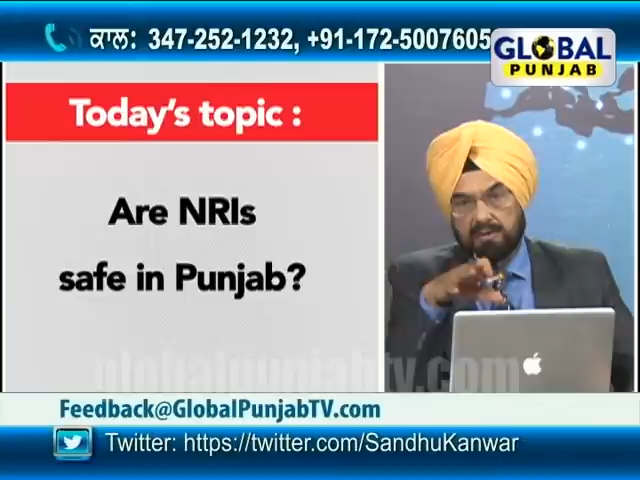 ਕਾਲ: 347-252-1232, +91-172-5007605
GLOBAL
PUNJAB
Today's topic :
Are NRIs
safe in Punjab?
globalpunjabtv.com
Feedback@GlobalPunjabTV.com
Twitter: https://twitter.com/SandhuKanwar